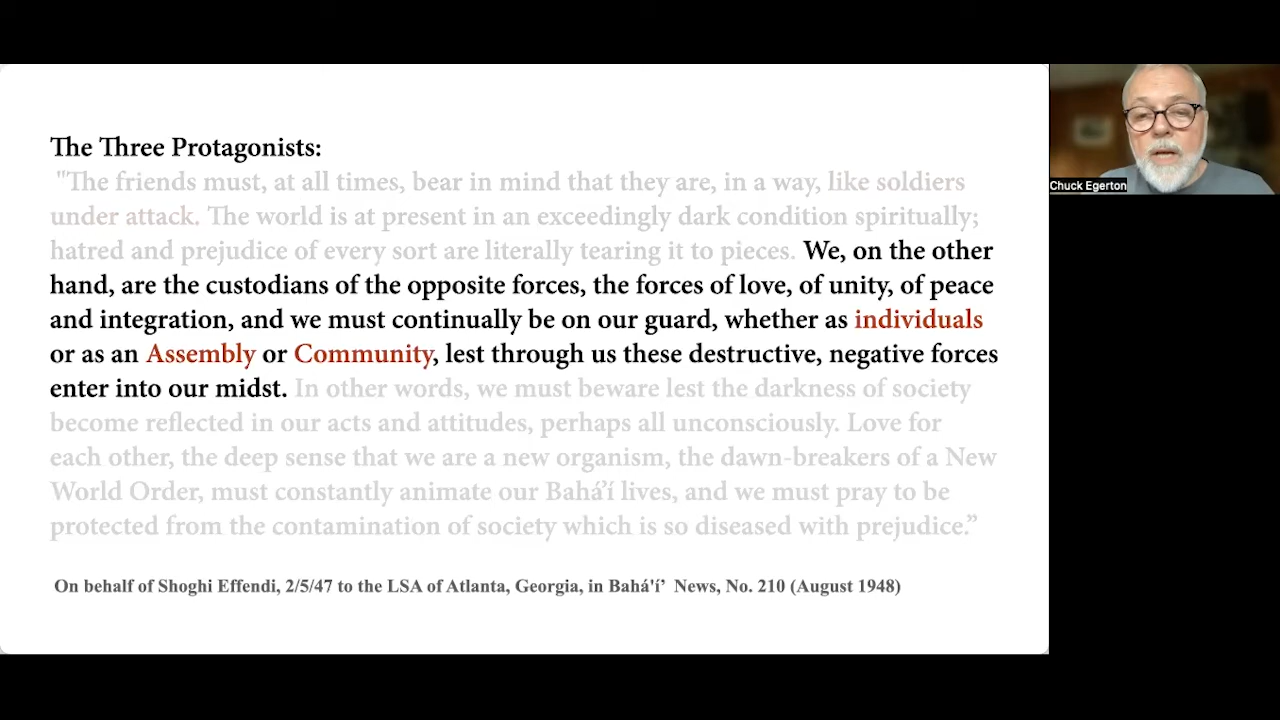 The Three Protagonists:
"The friends must, at all times, bear in mind that they are, in a way, like soldiers
under attack. The world is at present in an exceedingly dark condition spiritually;
hatred and prejudice of every sort are literally tearing it to pieces. We, on the other
hand, are the custodians of the opposite forces, the forces of love, of unity, of peace
and integration, and we must continually be on our guard, whether as individuals
or as an Assembly or Community, lest through us these destructive, negative forces
enter into our midst. In other words, we must beware lest the darkness of society
become reflected in our acts and attitudes, perhaps all unconsciously. Love for
each other, the deep sense that we are a new organism, the dawn-breakers of a New
World Order, must constantly animate our Bahá’í lives, and we must pray to be
protected from the contamination of society which is so diseased with prejudice.”
On behalf of Shoghi Effendi, 2/5/47 to the LSA of Atlanta, Georgia, in Bahá'í’ News, No. 210 (August 1948)
Chuck Egerton